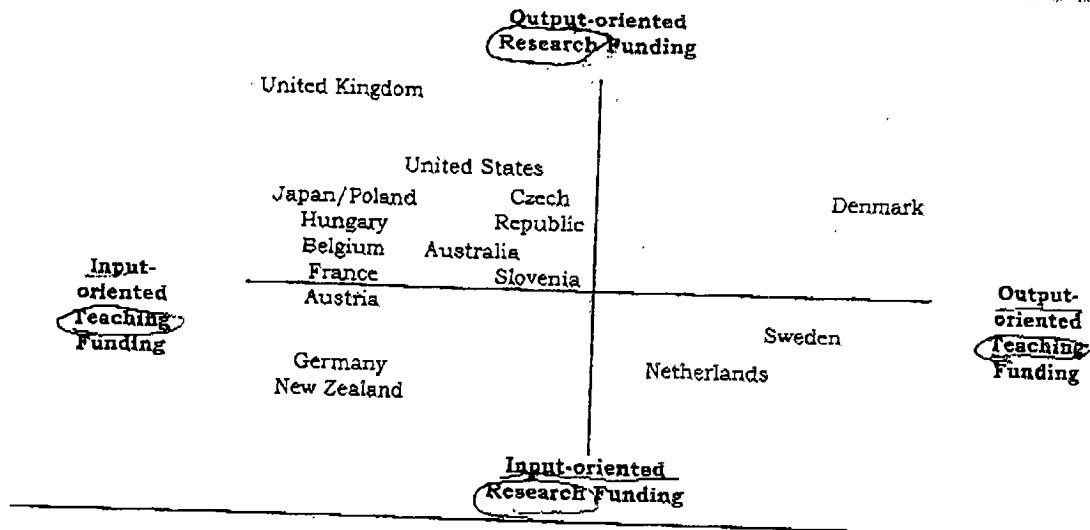 Output-oriented
Research Funding
United Kingdom
United States
Japan/Poland
Czech
Hungary
Republic
Denmark
Belgium
Australia
France
Slovenia
Austria
Input-
oriented
Teaching
Funding
Output-
oriented
Teaching
Funding
Sweden
Germany
Netherlands
New Zealand
Input-oriented
Research Funding